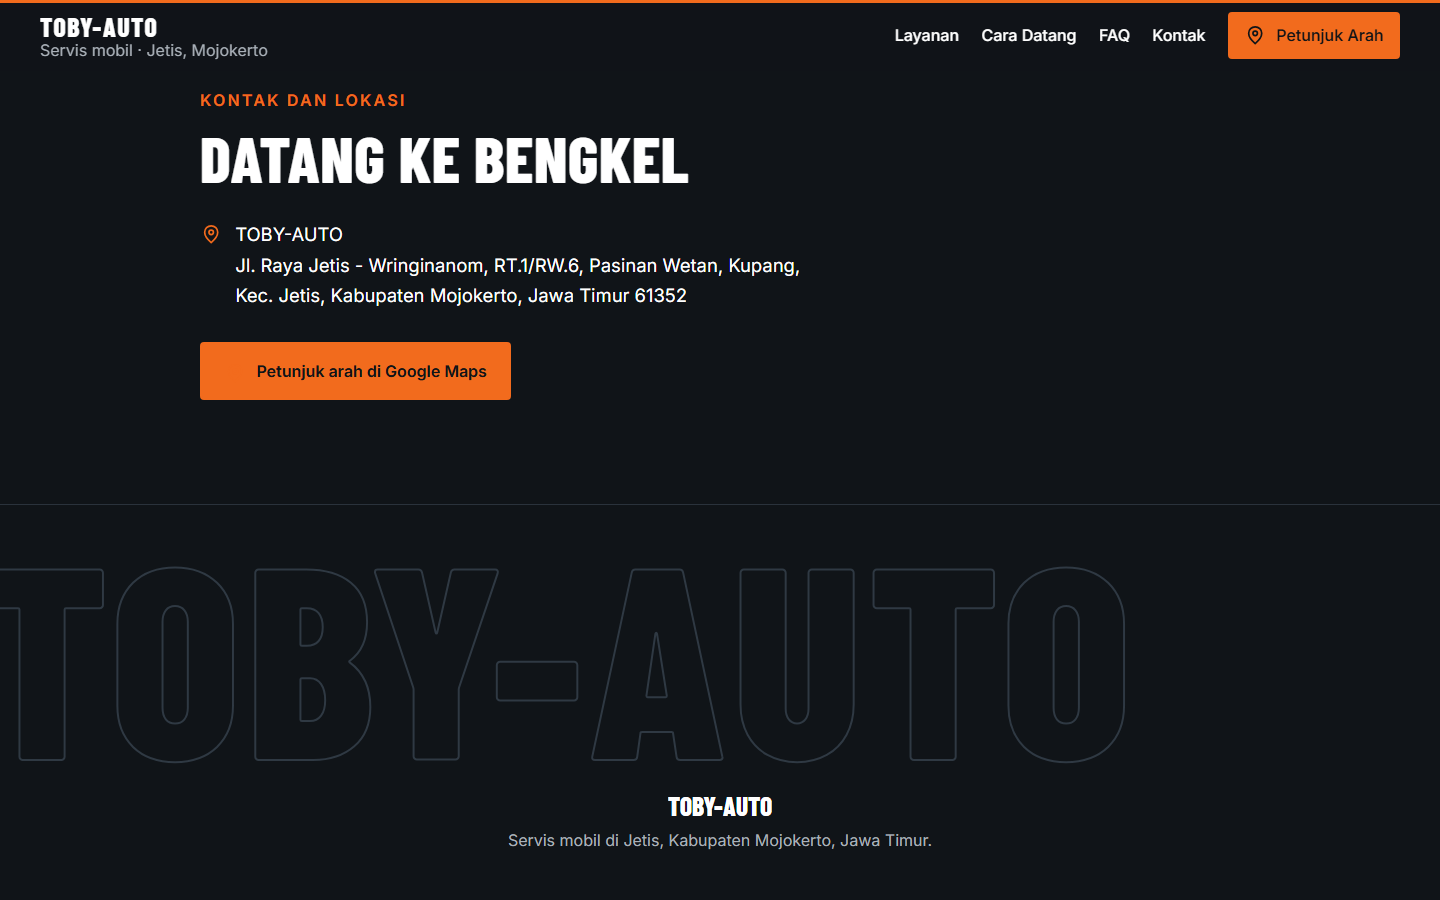 TOBY-AUTO
Servis mobil · Jetis, Mojokerto
Layanan
Cara Datang
FAQ
Kontak
Petunjuk Arah
KONTAK DAN LOKASI
DATANG KE BENGKEL
TOBY-AUTO
Jl. Raya Jetis - Wringinanom, RT.1/RW.6, Pasinan Wetan, Kupang,
Kec. Jetis, Kabupaten Mojokerto, Jawa Timur 61352
Petunjuk arah di Google Maps
TOBY-AUTO
TOBY-AUTO
Servis mobil di Jetis, Kabupaten Mojokerto, Jawa Timur.